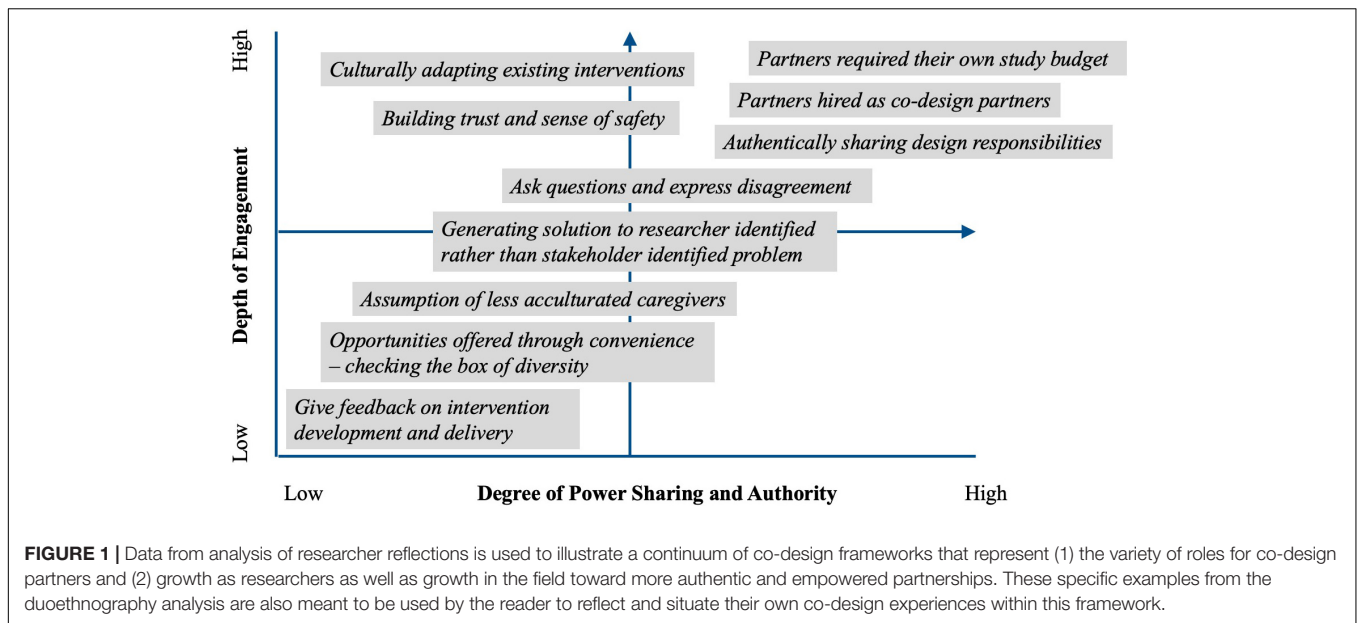 High
Culturally adapting existing interventions
Partners required their own study budget
Partners hired as co-design partners
Building trust and sense of safety
Authentically sharing design responsibilities
Depth of Engagement
Ask questions and express disagreement
Generating solution to researcher identified
rather than stakeholder identified problem
Assumption of less acculturated caregivers
Opportunities offered through convenience
– checking the box of diversity
Give feedback on intervention
development and delivery
Low
Low
Degree of Power Sharing and Authority
High
FIGURE 1 | Data from analysis of researcher reflections is used to illustrate a continuum of co-design frameworks that represent (1) the variety of roles for co-design
partners and (2) growth as researchers as well as growth in the field toward more authentic and empowered partnerships. These specific examples from the
duoethnography analysis are also meant to be used by the reader to reflect and situate their own co-design experiences within this framework.